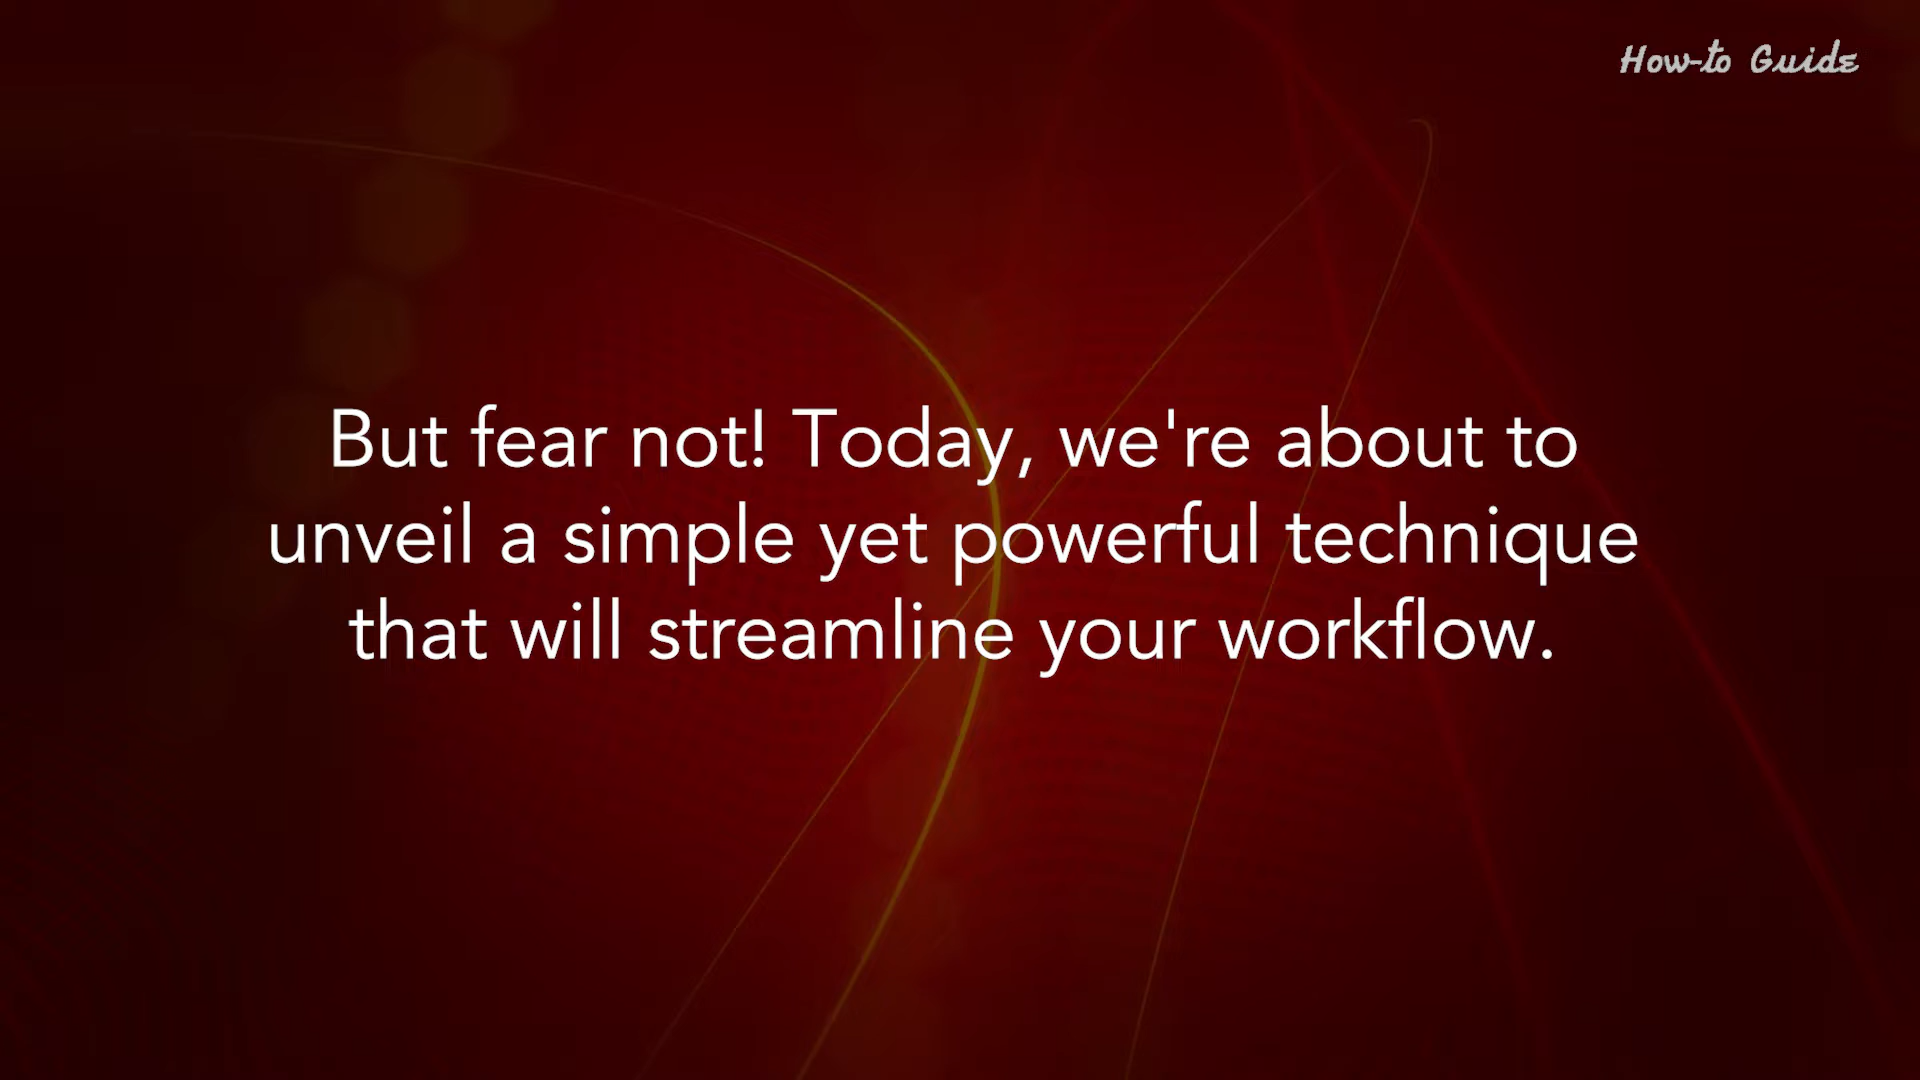 How-to Guide
But fear not! Today, we're about to
unveil a simple yet powerful technique
that will streamline your workflow.